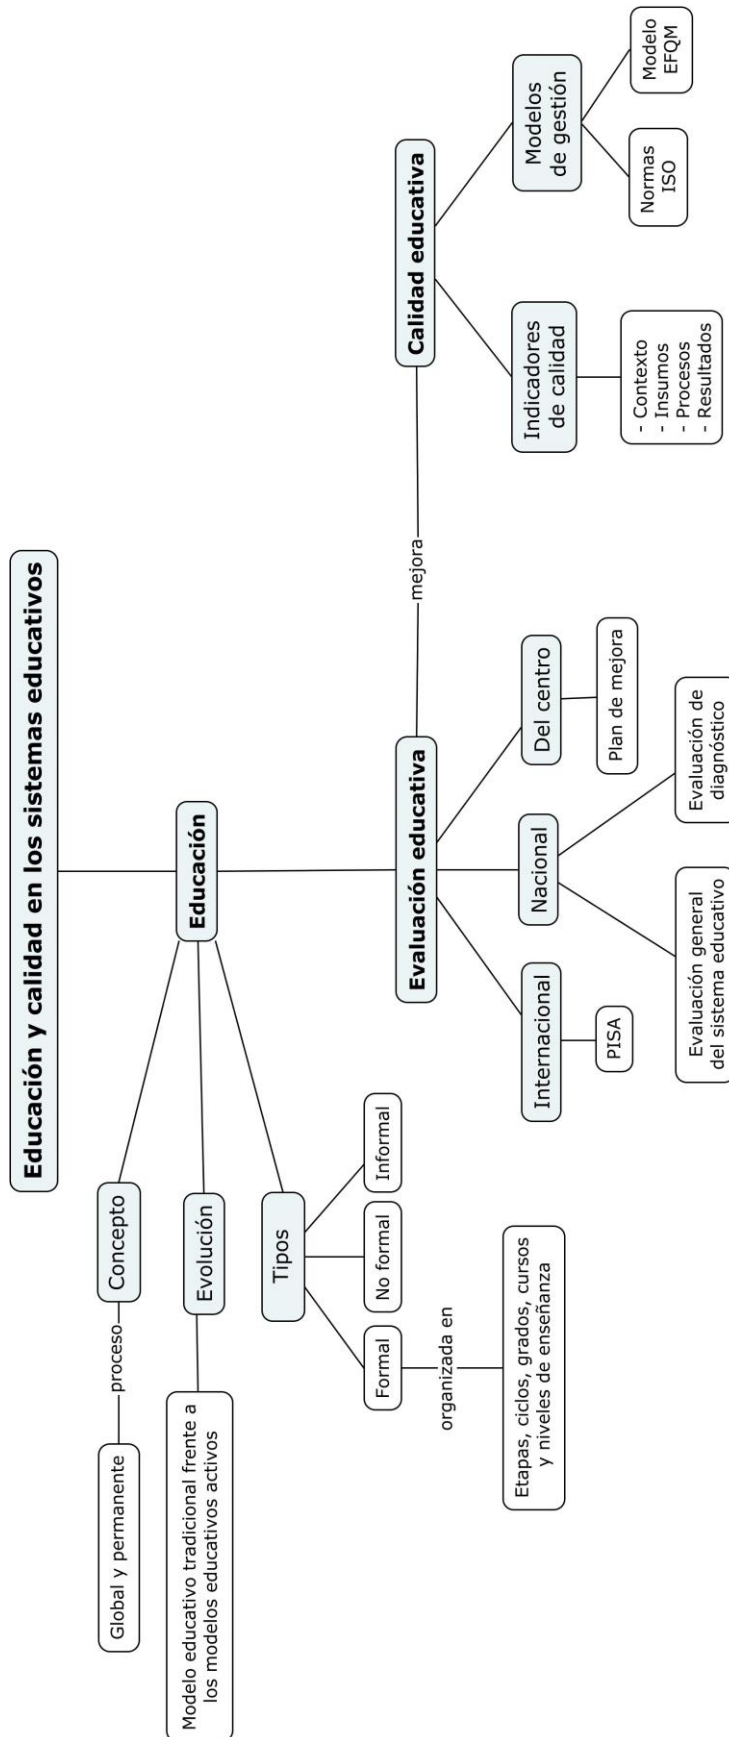 Educación y calidad en los sistemas educativos
Educación
Concepto
proceso
Global y permanente
Evolución
Modelo educativo tradicional frente a
los modelos educativos activos
Tipos
Formal
No formal
Informal
organizada en
Etapas, ciclos, grados, cursos
y niveles de enseñanza
Evaluación educativa
mejora
Calidad educativa
Internacional
Nacional
Del centro
PISA
Plan de mejora
Evaluación general
del sistema educativo
Evaluación de
diagnóstico
Indicadores
de calidad
Modelos
de gestión
- Contexto
- Insumos
- Procesos
- Resultados
Normas
ISO
Modelo
EFQM